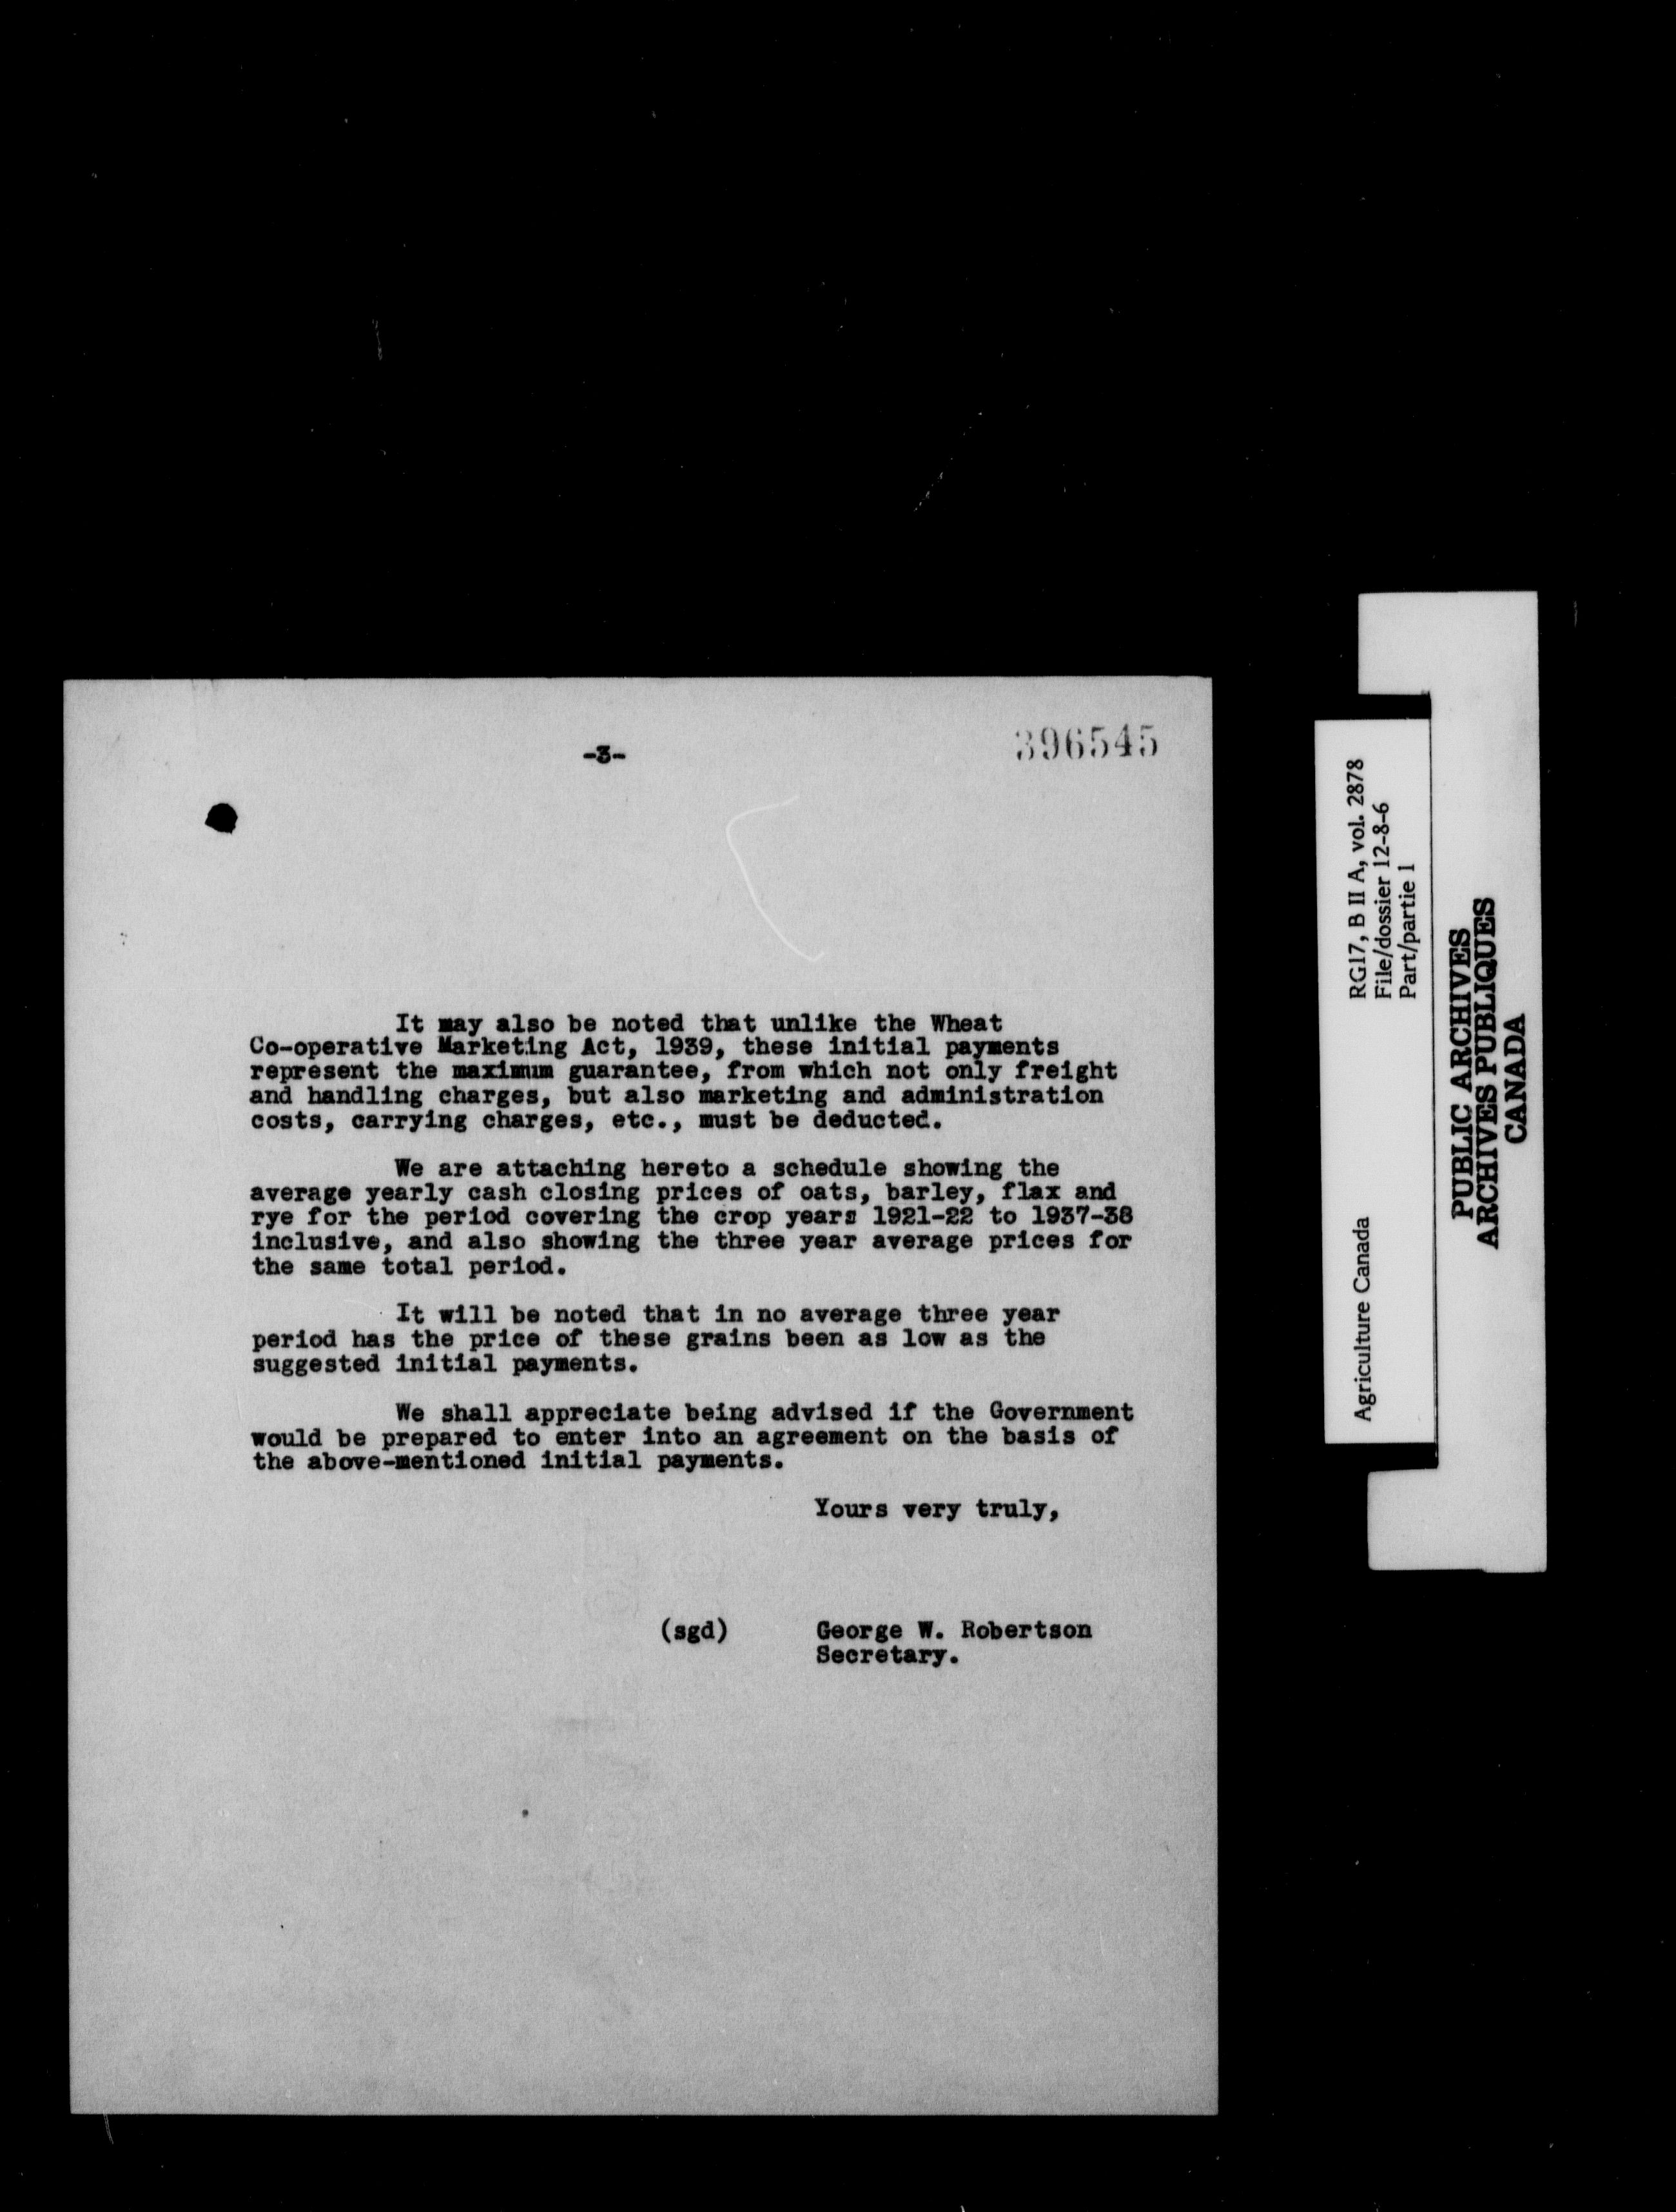 -3-
396545
It may also be noted that unlike the Wheat
Co-operative Marketing Act, 1939, these initial payments
represent the maximum guarantee, from which not only freight
and handling charges, but also marketing and administration
costs, carrying charges, etc., must be deducted.
We are attaching hereto a schedule showing the
average yearly cash closing prices of oats, barley, flax and
rye for the period covering the crop years 1921-22 to 1937-38
inclusive, and also showing the three year average prices for
the same total period.
It will be noted that in no average three year
period has the price of these grains been as low as the
suggested initial payments.
We shall appreciate being advised if the Government
would be prepared to enter into an agreement on the basis of
the above-mentioned initial payments.
Yours very truly,
(sgd) George W. Robertson
Secretary.
Agriculture Canada
RG17, B II A, vol. 2878
File/dossier 12-8-6
Part/partie 1
PUBLIC ARCHIVES
ARCHIVES PUBLIQUES
CANADA